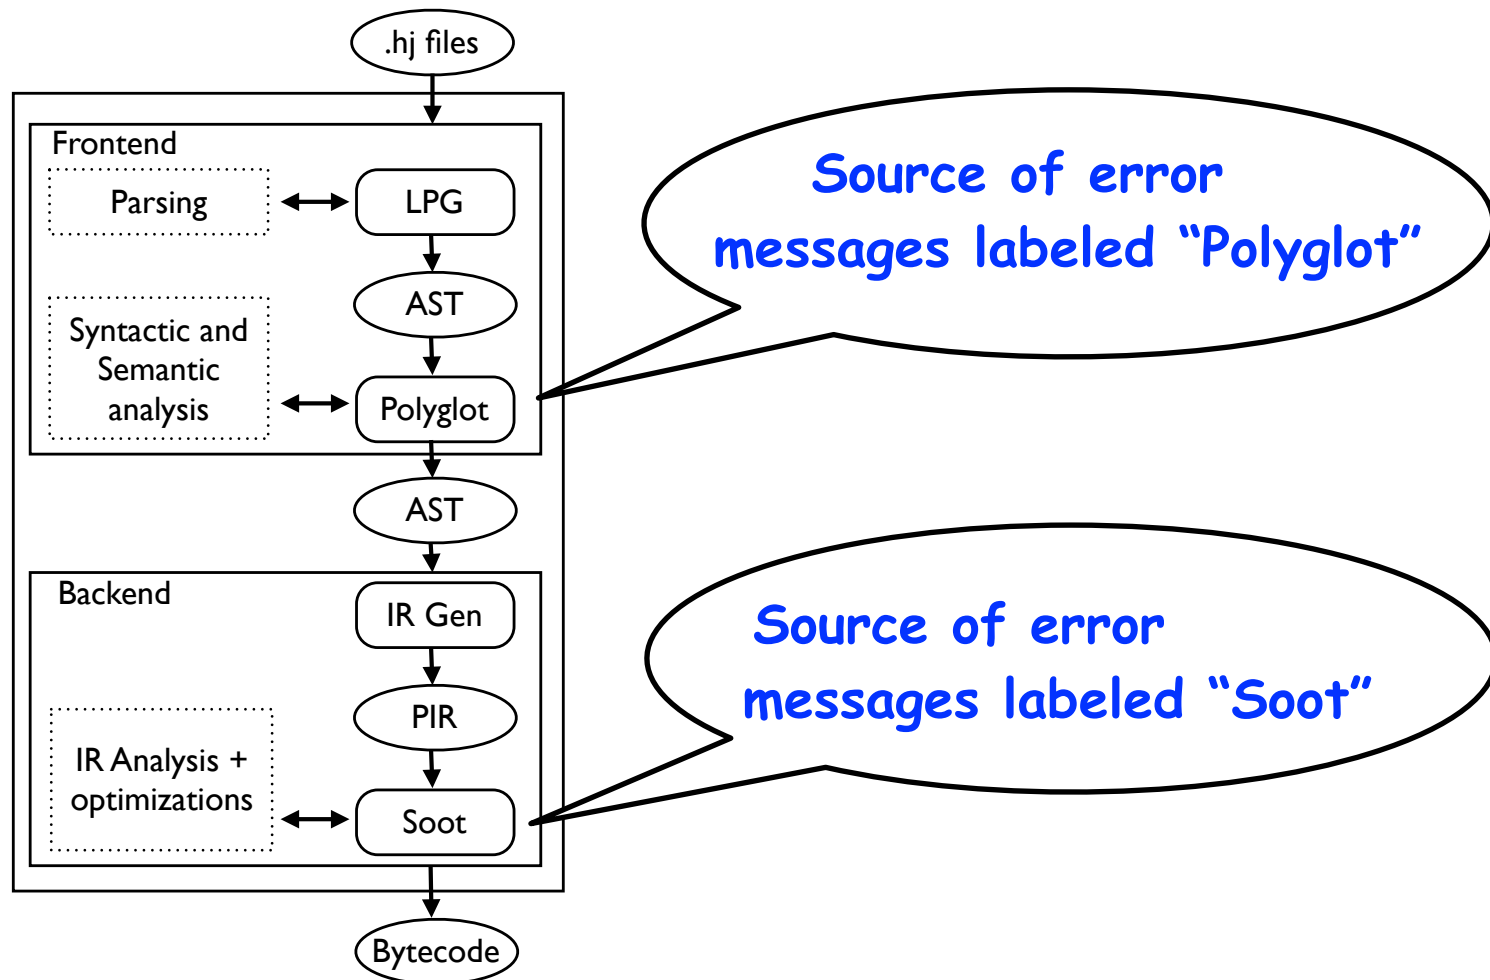 .hj files
Frontend
Parsing
LPG
AST
Syntactic and
Semantic
analysis
Polyglot
AST
Backend
IR Gen
PIR
IR Analysis +
optimizations
Soot
Bytecode
Source of error
messages labeled “Polyglot”
Source of error
messages labeled “Soot”